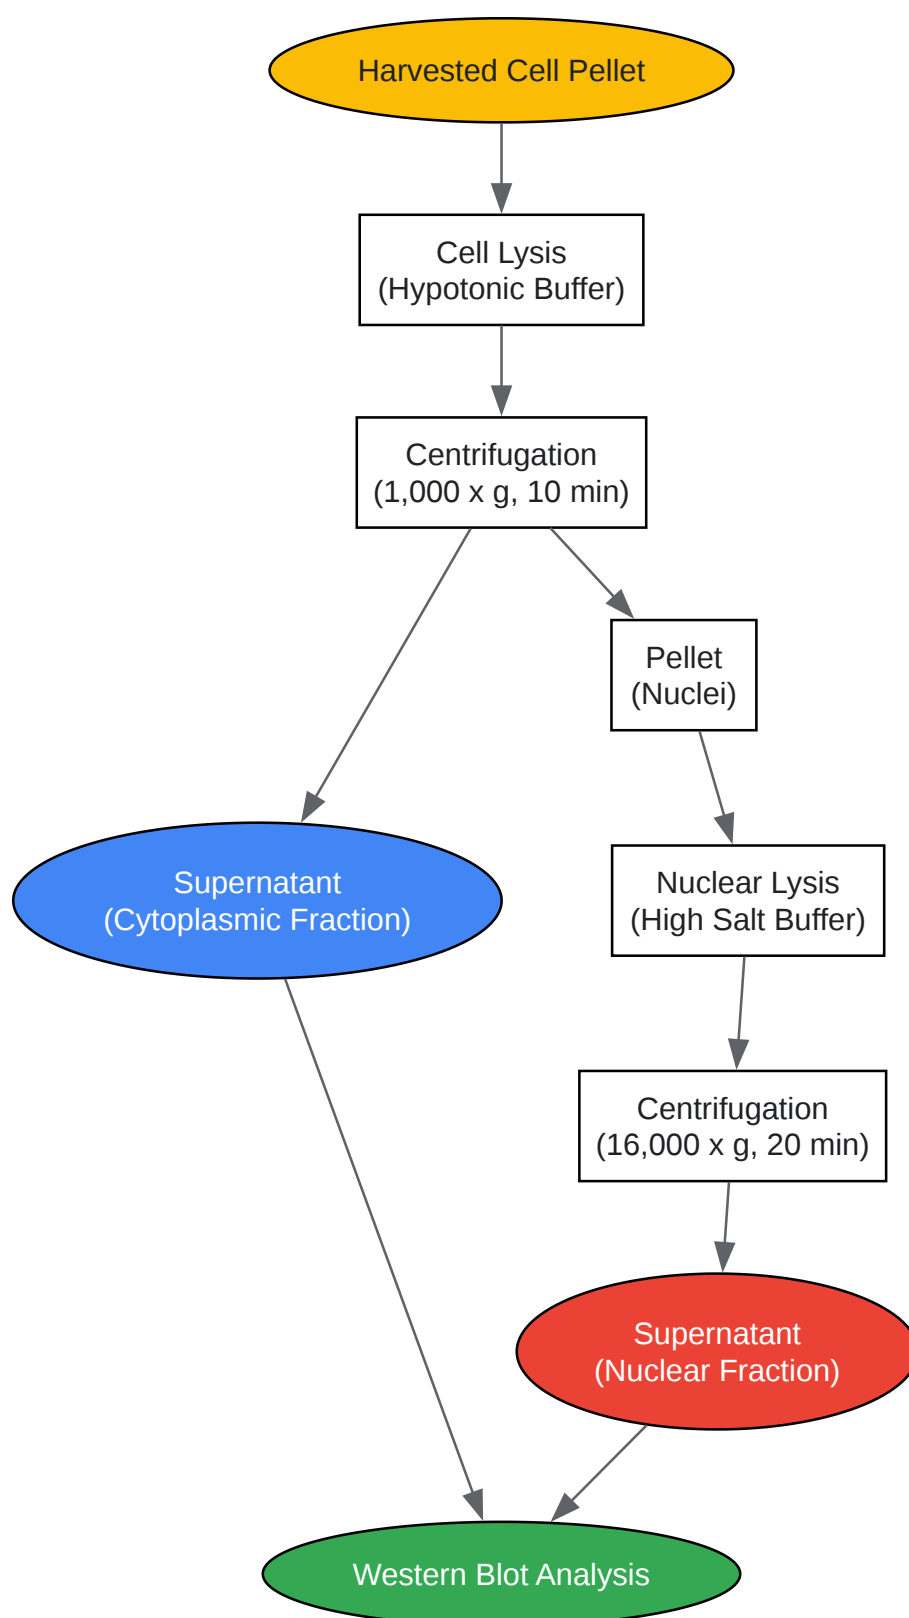 Harvested Cell Pellet
Cell Lysis
(Hypotonic Buffer)
Centrifugation
(1,000 x g, 10 min)
Pellet
(Nuclei)
Supernatant
(Cytoplasmic Fraction)
Nuclear Lysis
(High Salt Buffer)
Centrifugation
(16,000 x g, 20 min)
Supernatant
(Nuclear Fraction)
Western Blot Analysis